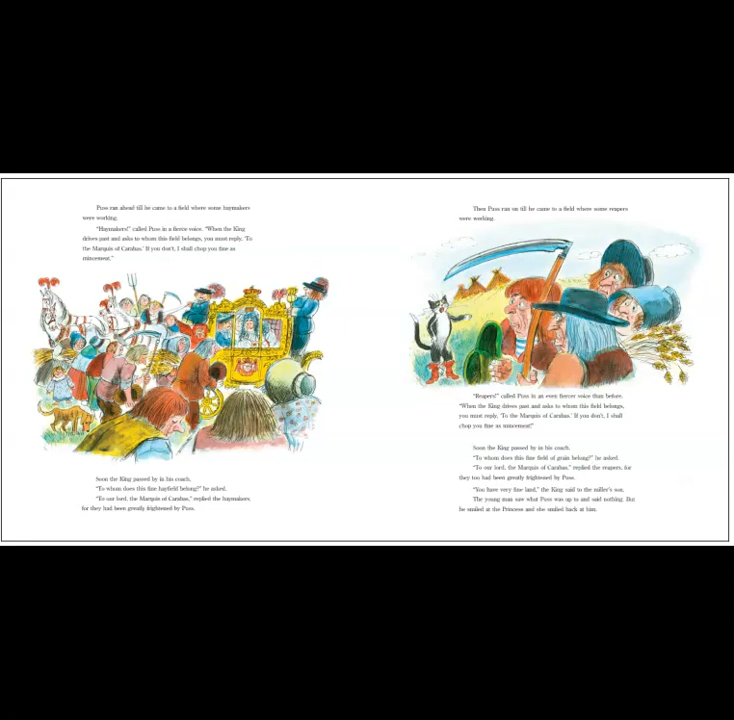 Puss ran ahead till he came to a field where some haymakers
were working.
"Haymakers!" called Puss in a fierce voice. "When the King
drives past and asks to whom this field belongs, you must reply, 'To
the Marquis of Carabas.' If you don't, I shall chop you fine as
mincemeat."
Soon the King passed by in his coach.
"To whom does this fine hayfield belong?" he asked.
"To our lord, the Marquis of Carabas," replied the haymakers,
for they had been greatly frightened by Puss.
Then Puss ran on till he came to a field where some reapers
were working.
"Reapers!" called Puss in an even fiercer voice than before.
"When the King drives past and asks to whom this field belongs,
you must reply, 'To the Marquis of Carabas.' If you don't, I shall
chop you fine as mincemeat!"
Soon the King passed by in his coach.
"To whom does this fine field of grain belong?" he asked.
"To our lord, the Marquis of Carabas," replied the reapers, for
they too had been greatly frightened by Puss.
"You have very fine land," the King said to the miller's son.
The young man saw what Puss was up to and said nothing. But
he smiled at the Princess and she smiled back at him.